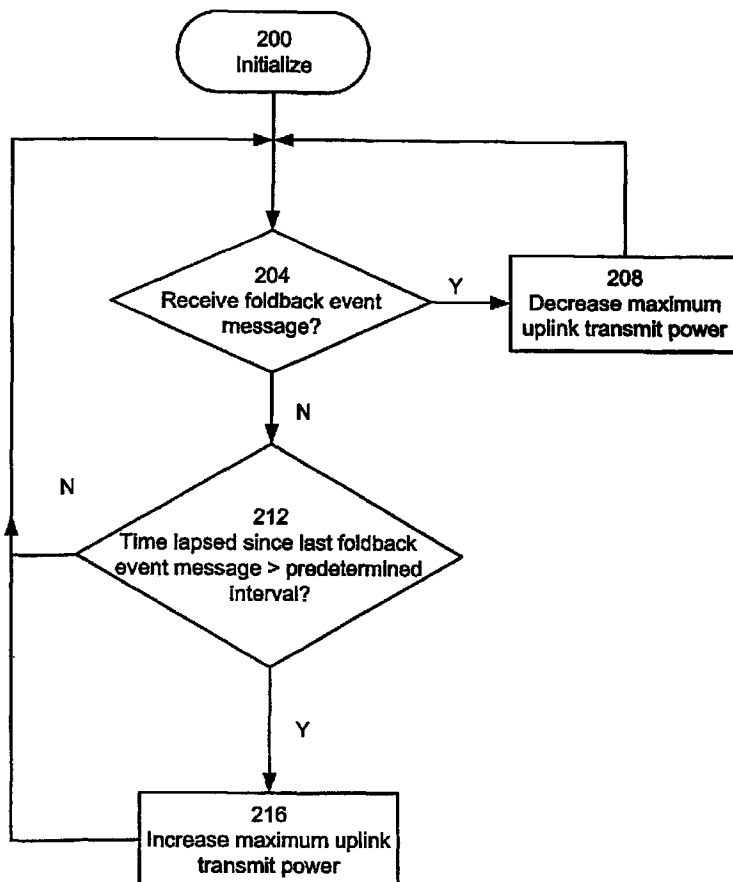 200
Initialize
204
Receive foldback event
message?
Y
208
Decrease maximum
uplink transmit power
N
N
212
Time lapsed since last foldback
event message > predetermined
interval?
Y
216
Increase maximum uplink
transmit power